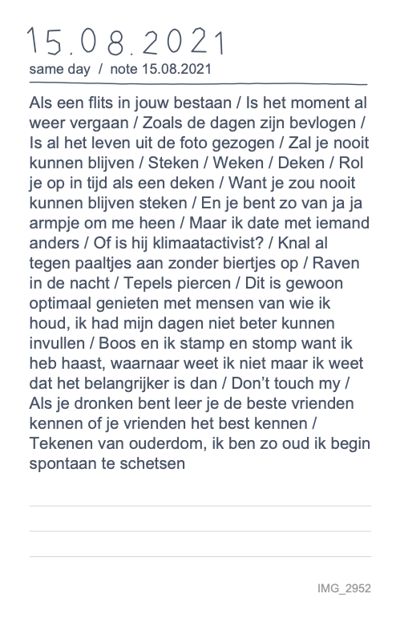 15.08.2021
same day / note 15.08.2021
Als een flits in jouw bestaan / Is het moment al
weer vergaan / Zoals de dagen zijn bevlogen /
Is al het leven uit de foto gezogen / Zal je nooit
kunnen blijven / Steken / Weken / Deken / Rol
je op in tijd als een deken / Want je zou nooit
kunnen blijven steken / En je bent zo van ja ja
armpje om me heen / Maar ik date met iemand
anders / Of is hij klimaatactivist? / Knal al
tegen paaltjes aan zonder biertjes op / Raven
in de nacht / Tepels piercen / Dit is gewoon
optimaal genieten met mensen van wie ik
houd, ik had mijn dagen niet beter kunnen
invullen / Boos en ik stamp en stomp want ik
heb haast, waarnaar weet ik niet maar ik weet
dat het belangrijker is dan / Don't touch my /
Als je dronken bent leer je de beste vrienden
kennen of je vrienden het best kennen /
Tekenen van ouderdom, ik ben zo oud ik begin
spontaan te schetsen
IMG_2952